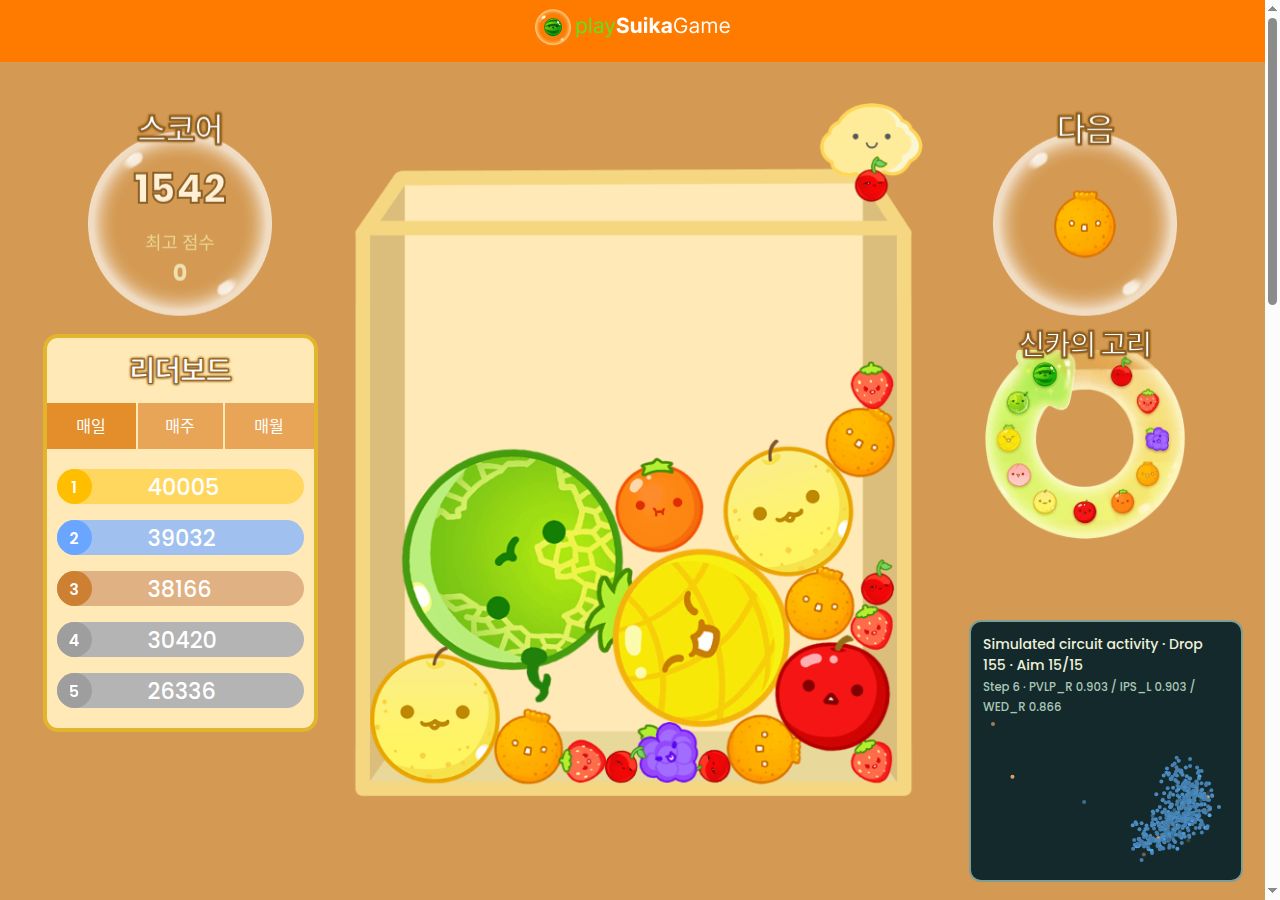 playSuikaGame
스코어
1542
최고 점수
0
리더보드
매일 매주 매월
1 40005
2 39032
3 38166
4 30420
5 26336
다음
신카의 고리
Simulated circuit activity · Drop
155 · Aim 15/15
Step 6 · PVLP_R 0.903 / IPS_L 0.903 /
WED_R 0.866